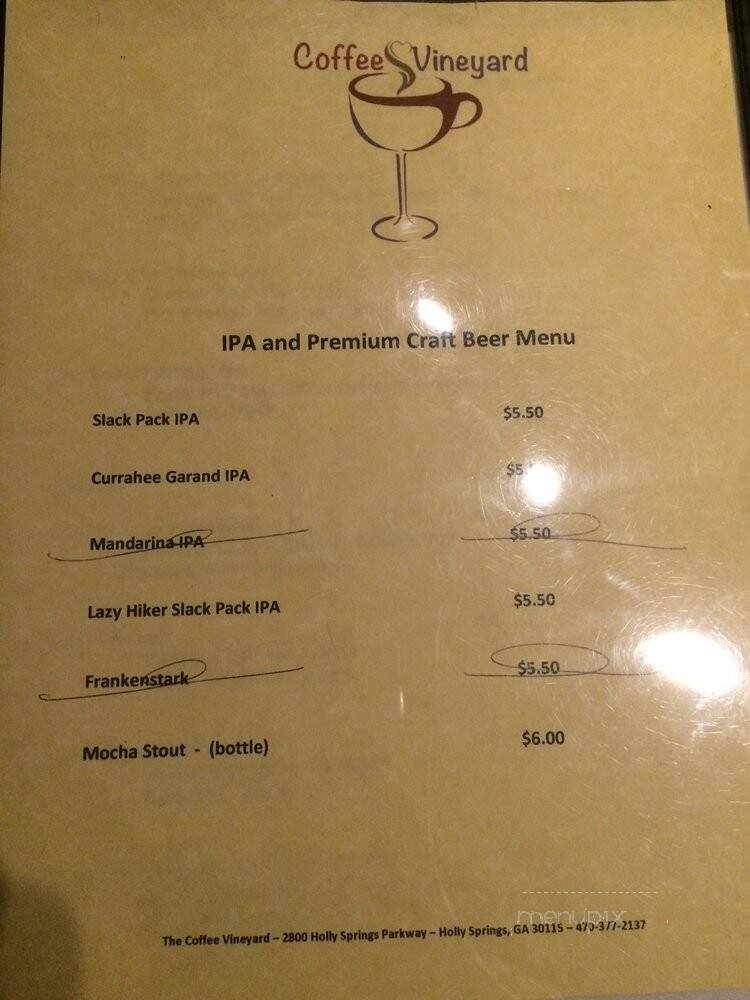 Coffee Vineyard
IPA and Premium Craft Beer Menu
Slack Pack IPA $5.50
Currahee Garand IPA $5.
Mandarina IPA $5.50
Lazy Hiker Slack Pack IPA $5.50
Frankenstark $5.50
Mocha Stout - (bottle) $6.00
menupix
The Coffee Vineyard – 2800 Holly Springs Parkway – Holly Springs, GA 30115 – 470-377-2137